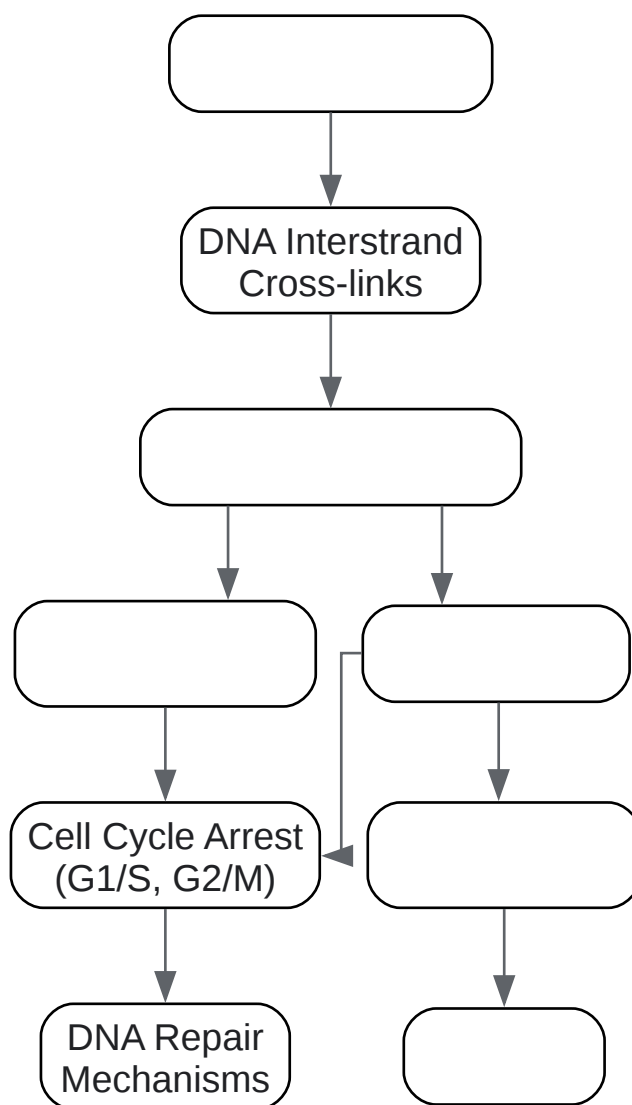 DNA Interstrand
Cross-links
Cell Cycle Arrest
(G1/S, G2/M)
DNA Repair
Mechanisms